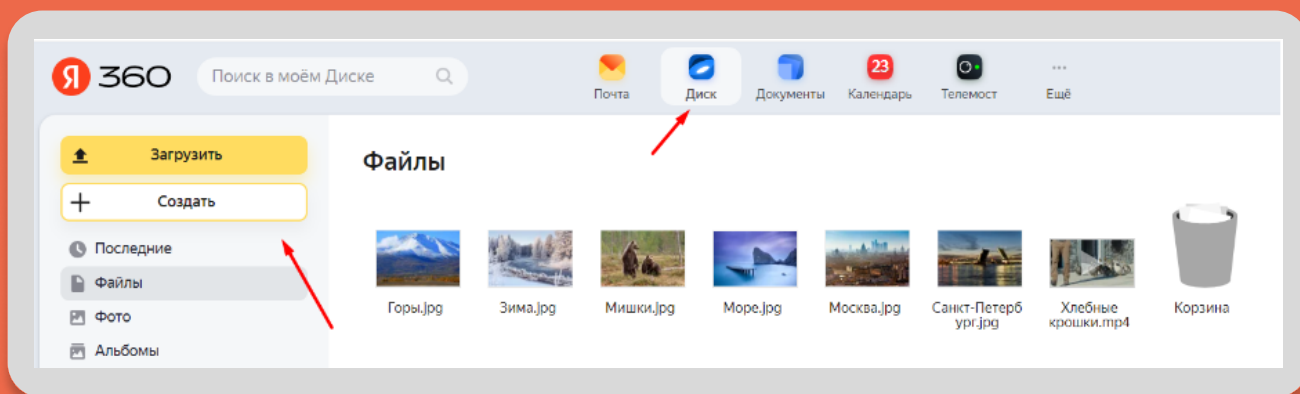 Я 360
Поиск в моём Диске
Почта
Диск
Документы
23
Календарь
Телемост
Ещё
Загрузить
Создать
Последние
Файлы
Фото
Альбомы
Файлы
Горы.jpg
Зима.jpg
Мишки.jpg
Море.jpg
Москва.jpg
Санкт-Петерб
ург.jpg
Хлебные
крошки.mp4
Корзина